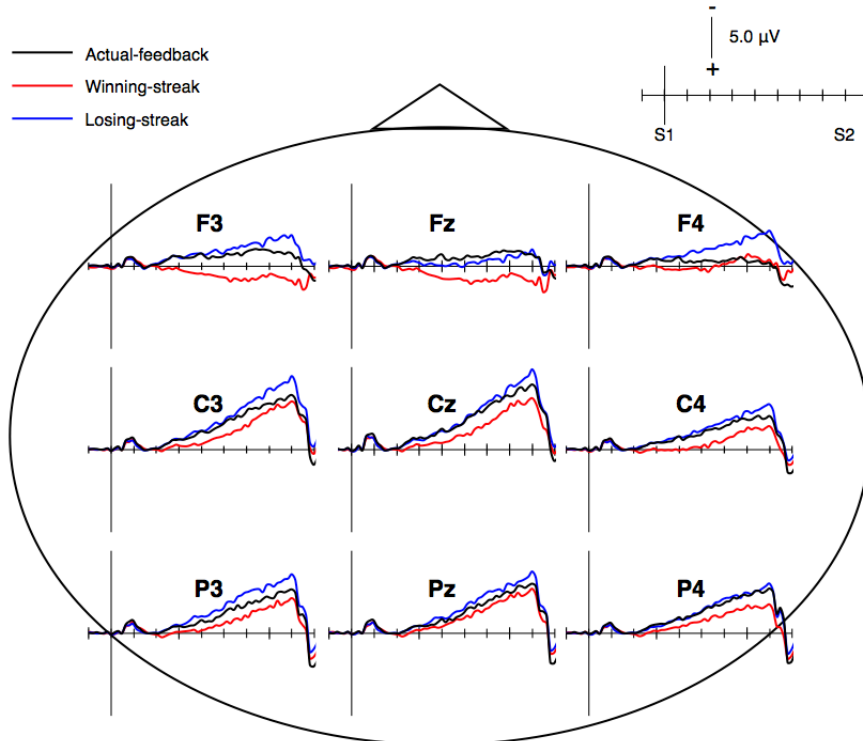 -
5.0 μV
+
Actual-feedback
Winning-streak
Losing-streak
S1 S2
F3 Fz F4
C3 Cz C4
P3 Pz P4